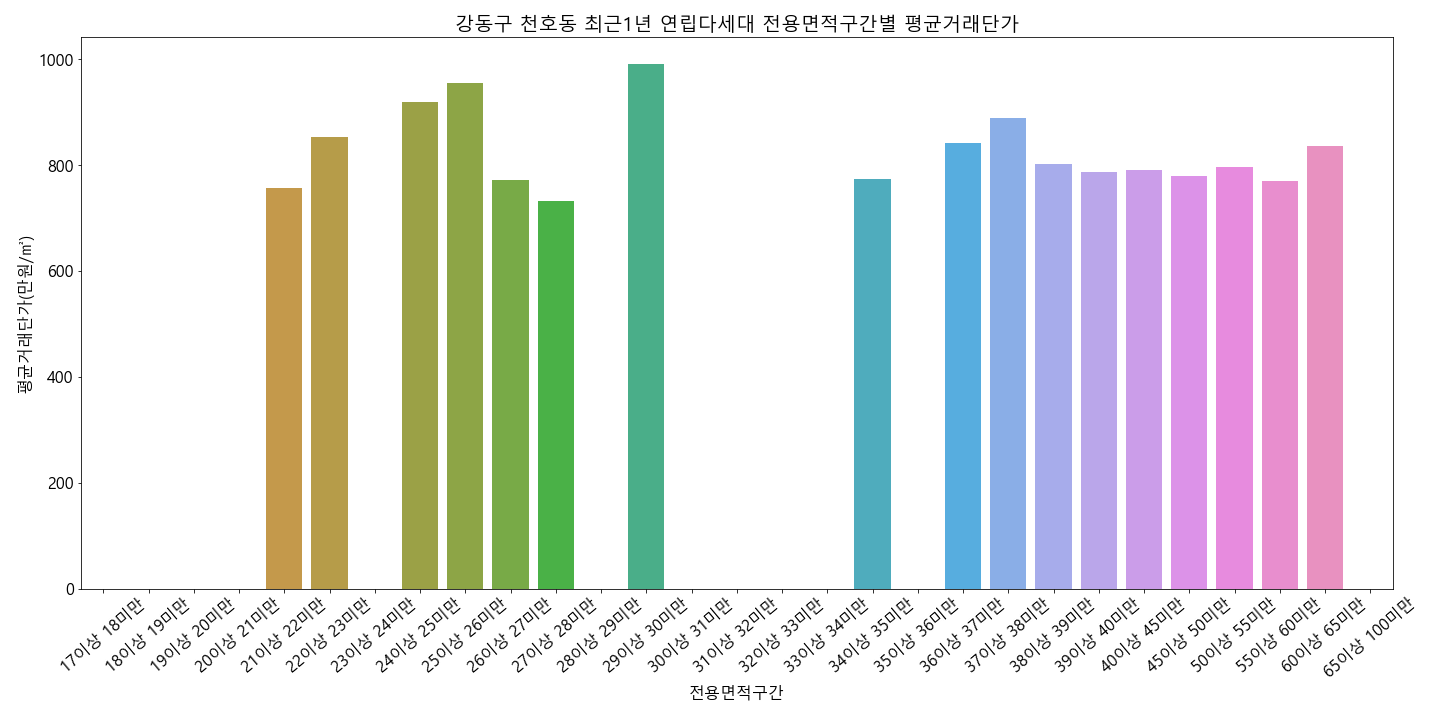 강동구 천호동 최근1년 연립다세대 전용면적구간별 평균거래단가
평균거래단가(만원/㎡)
1000
800
600
400
200
0
17이상 18미만
18이상 19미만
19이상 20미만
20이상 21미만
21이상 22미만
22이상 23미만
23이상 24미만
24이상 25미만
25이상 26미만
26이상 27미만
27이상 28미만
28이상 29미만
29이상 30미만
30이상 31미만
31이상 32미만
32이상 33미만
33이상 34미만
34이상 35미만
35이상 36미만
36이상 37미만
37이상 38미만
38이상 39미만
39이상 40미만
40이상 45미만
45이상 50미만
50이상 55미만
55이상 60미만
60이상 65미만
65이상 100미만
전용면적구간